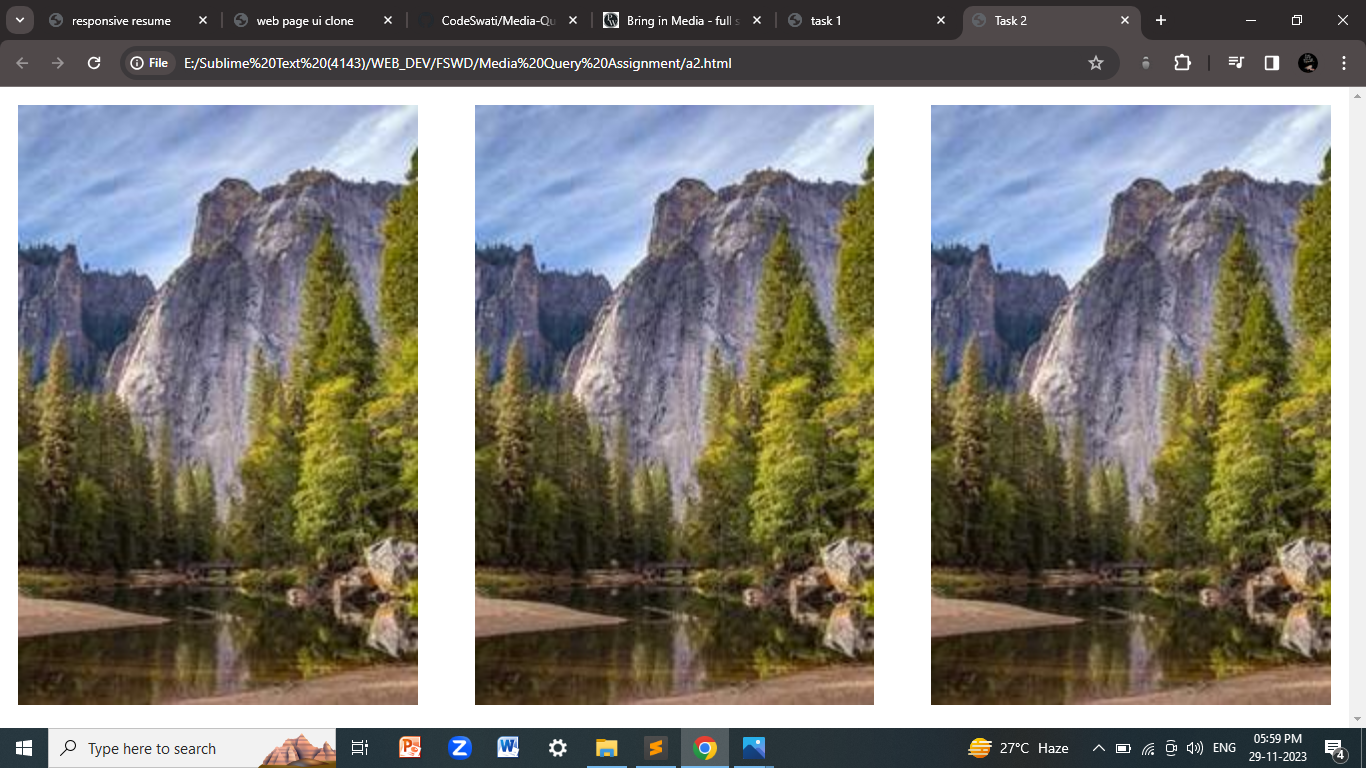 responsive resume
web page ui clone
CodeSwati/Media-Qu
Bring in Media - full s
task 1
Task 2
File
E:/Sublime%20Text%20(4143)/WEB_DEV/FSWD/Media%20Query%20Assignment/a2.html
Type here to search
27°C Haze
ENG
05:59 PM
29-11-2023
4